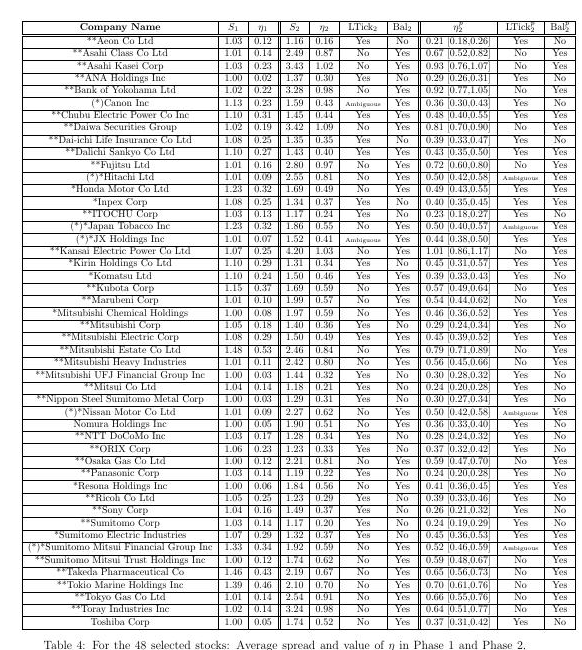 Company Name S1 η1 S2 η2 LTick2 Bal2 η2^p LTick2^p Bal2^p
**Aeon Co Ltd 1.03 0.12 1.16 0.16 Yes No 0.21 [0.18,0.26] Yes No
**Asahi Class Co Ltd 1.01 0.14 2.49 0.87 No Yes 0.67 [0.52,0.82] No Yes
**Asahi Kasei Corp 1.03 0.23 3.43 1.02 No Yes 0.93 [0.76,1.07] No Yes
**ANA Holdings Inc 1.00 0.02 1.37 0.30 Yes No 0.29 [0.26,0.31] Yes No
**Bank of Yokohama Ltd 1.02 0.22 3.28 0.98 No Yes 0.92 [0.77,1.05] No Yes
(*)Canon Inc 1.13 0.23 1.59 0.43 Ambiguous Yes 0.36 [0.30,0.43] Yes No
**Chubu Electric Power Co Inc 1.10 0.31 1.45 0.44 Yes Yes 0.48 [0.40,0.55] Yes Yes
**Daiwa Securities Group 1.02 0.19 3.42 1.09 No Yes 0.81 [0.70,0.90] No Yes
**Dai-ichi Life Insurance Co Ltd 1.08 0.25 1.35 0.35 Yes No 0.39 [0.33,0.47] Yes No
**Dalichi Sankyo Co Ltd 1.10 0.27 1.43 0.40 Yes Yes 0.43 [0.35,0.50] Yes Yes
**Fujitsu Ltd 1.01 0.16 2.80 0.97 No Yes 0.72 [0.60,0.80] No Yes
(*)*Hitachi Ltd 1.01 0.09 2.55 0.81 No Yes 0.50 [0.42,0.58] Ambiguous Yes
*Honda Motor Co Ltd 1.23 0.32 1.69 0.49 No Yes 0.49 [0.43,0.55] Yes Yes
*Inpex Corp 1.08 0.25 1.34 0.37 No Yes 0.40 [0.35,0.45] Yes Yes
**ITOCHU Corp 1.03 0.13 1.17 0.24 Yes No 0.23 [0.18,0.27] Yes No
(*)*Japan Tobacco Inc 1.23 0.32 1.86 0.55 No Yes 0.50 [0.40,0.57] Ambiguous Yes
(*)*JX Holdings Inc 1.01 0.07 1.52 0.41 Ambiguous Yes 0.44 [0.38,0.50] Yes Yes
**Kansai Electric Power Co Ltd 1.07 0.25 4.20 1.03 No Yes 1.01 [0.86,1.17] No Yes
*Kirin Holdings Co Ltd 1.10 0.29 1.31 0.34 Yes No 0.45 [0.31,0.57] Yes Yes
*Komatsu Ltd 1.10 0.24 1.50 0.46 Yes Yes 0.39 [0.33,0.43] Yes No
**Kubota Corp 1.15 0.37 1.69 0.59 No Yes 0.57 [0.49,0.64] No Yes
**Marubeni Corp 1.01 0.10 1.99 0.57 No Yes 0.54 [0.44,0.62] No Yes
*Mitsubishi Chemical Holdings 1.00 0.08 1.97 0.59 No Yes 0.46 [0.36,0.52] Yes Yes
**Mitsubishi Corp 1.05 0.18 1.40 0.36 Yes No 0.29 [0.24,0.34] Yes No
**Mitsubishi Electric Corp 1.08 0.29 1.50 0.49 Yes Yes 0.45 [0.39,0.52] Yes Yes
**Mitsubishi Estate Co Ltd 1.48 0.53 2.46 0.84 No Yes 0.79 [0.71,0.89] No Yes
**Mitsubishi Heavy Industries 1.01 0.11 2.42 0.80 No Yes 0.56 [0.45,0.66] No Yes
**Mitsubishi UFJ Financial Group Inc 1.00 0.03 1.44 0.32 Yes No 0.30 [0.28,0.32] Yes No
**Mitsui Co Ltd 1.04 0.14 1.18 0.21 Yes No 0.24 [0.20,0.28] Yes No
**Nippon Steel Sumitomo Metal Corp 1.00 0.03 1.29 0.31 Yes No 0.30 [0.27,0.34] Yes No
(*)*Nissan Motor Co Ltd 1.01 0.09 2.27 0.62 No Yes 0.50 [0.42,0.58] Ambiguous Yes
Nomura Holdings Inc 1.00 0.05 1.90 0.51 No Yes 0.36 [0.33,0.40] Yes No
**NTT DoCoMo Inc 1.03 0.17 1.28 0.34 Yes No 0.28 [0.24,0.32] Yes No
**ORIX Corp 1.06 0.23 1.23 0.33 Yes No 0.37 [0.32,0.42] Yes No
**Osaka Gas Co Ltd 1.00 0.12 2.21 0.81 No Yes 0.59 [0.47,0.70] No Yes
**Panasonic Corp 1.03 0.14 1.19 0.22 Yes No 0.24 [0.20,0.28] Yes No
*Resona Holdings Inc 1.00 0.06 1.84 0.56 No Yes 0.41 [0.36,0.45] Yes Yes
**Ricoh Co Ltd 1.05 0.25 1.23 0.29 Yes No 0.39 [0.33,0.46] Yes No
**Sony Corp 1.04 0.16 1.49 0.37 Yes No 0.26 [0.21,0.32] Yes No
**Sumitomo Corp 1.03 0.14 1.17 0.20 Yes No 0.24 [0.19,0.29] Yes No
*Sumitomo Electric Industries 1.07 0.29 1.32 0.37 Yes No 0.45 [0.36,0.53] Yes Yes
(*)*Sumitomo Mitsui Financial Group Inc 1.33 0.34 1.92 0.59 No Yes 0.52 [0.46,0.59] Ambiguous Yes
**Sumitomo Mitsui Trust Holdings Inc 1.00 0.12 1.74 0.62 No Yes 0.59 [0.48,0.67] No Yes
**Takeda Pharmaceutical Co 1.46 0.43 2.19 0.67 No Yes 0.65 [0.56,0.73] No Yes
**Tokio Marine Holdings Inc 1.39 0.46 2.10 0.70 No Yes 0.70 [0.61,0.76] No Yes
**Tokyo Gas Co Ltd 1.01 0.14 2.54 0.91 No Yes 0.66 [0.55,0.76] No Yes
**Toray Industries Inc 1.02 0.14 3.24 0.98 No Yes 0.64 [0.51,0.77] No Yes
Toshiba Corp 1.00 0.05 1.74 0.52 No Yes 0.37 [0.31,0.42] Yes No
Table 4: For the 48 selected stocks: Average spread and value of η in Phase 1 and Phase 2.